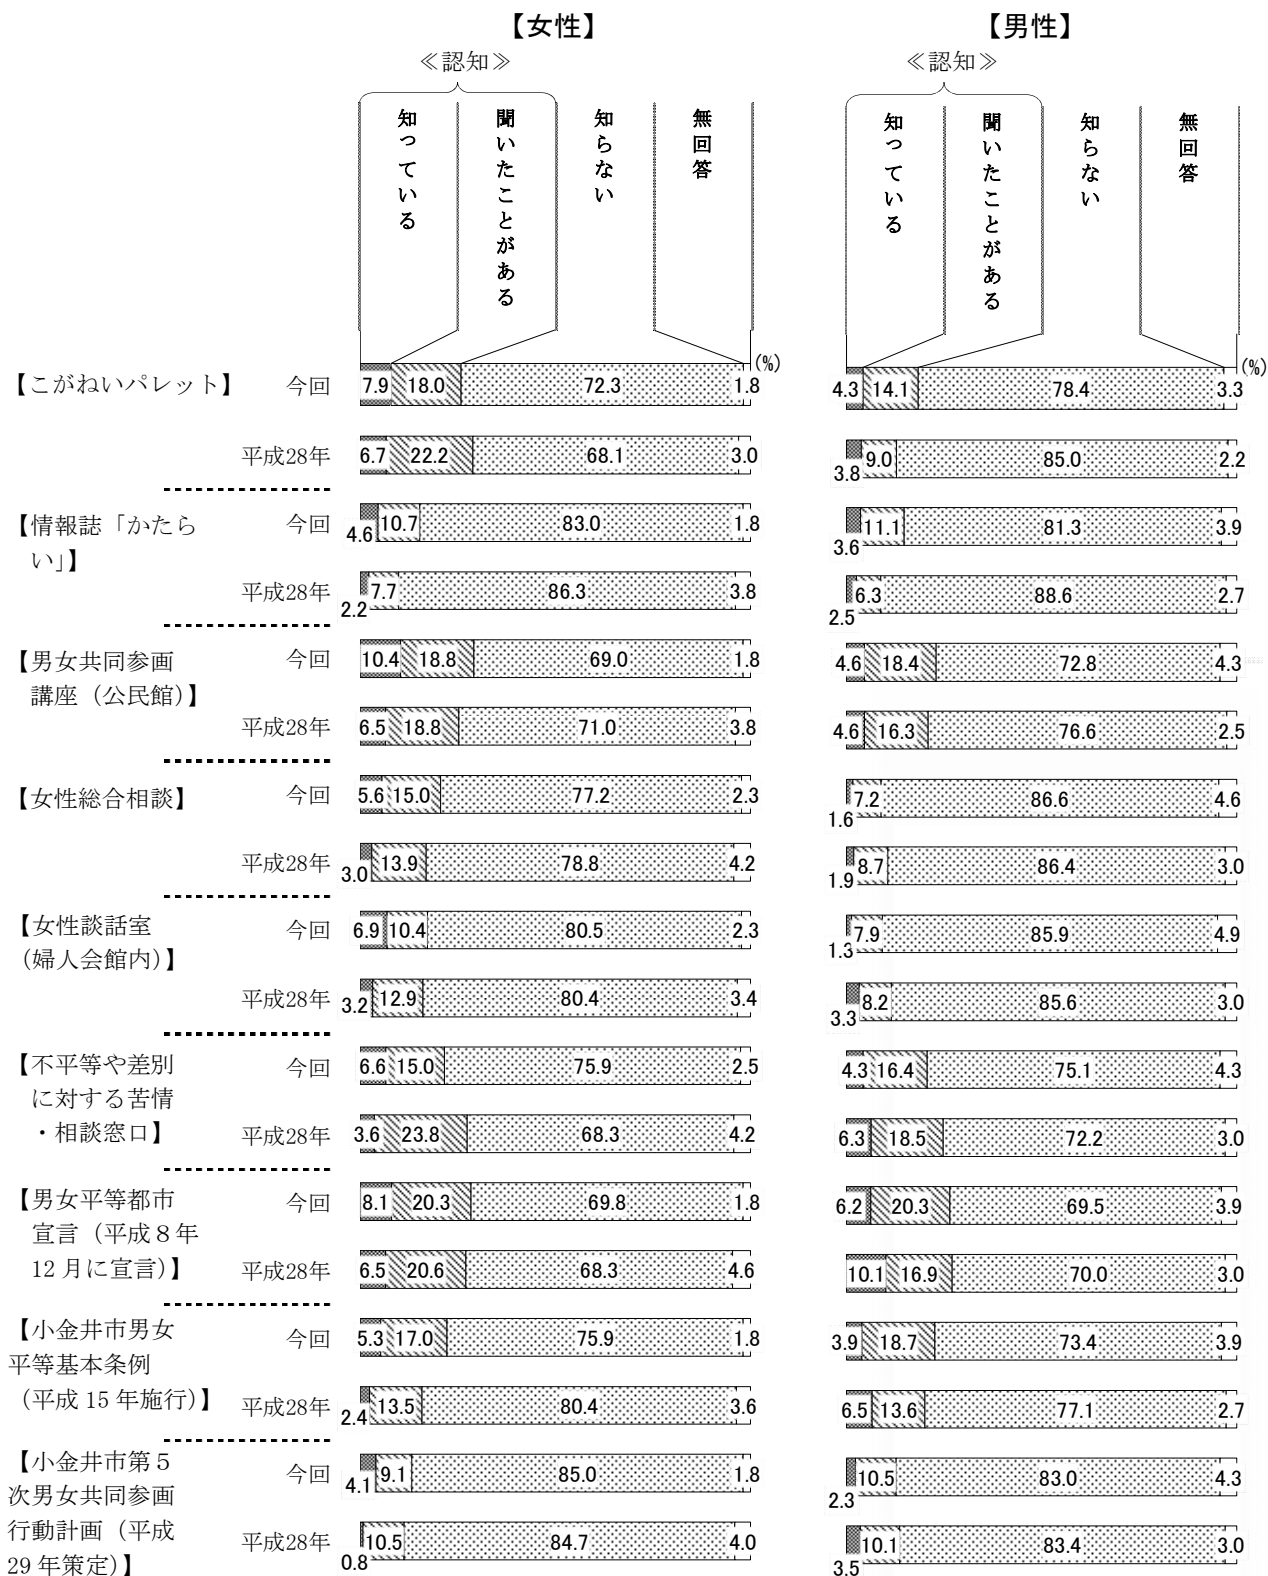 【女性】
【男性】
≪認知≫
≪認知≫
知っている
聞いたことがある
知らない
無回答
知っている
聞いたことがある
知らない
無回答
(%)
(%)
【こがねいパレット】 今回 7.9 18.0 72.3 1.8 4.3 14.1 78.4 3.3
平成28年 6.7 22.2 68.1 3.0 3.8 9.0 85.0 2.2
【情報誌「かたら 今回 4.6 10.7 83.0 1.8 3.6 11.1 81.3 3.9
い」】
平成28年 2.2 7.7 86.3 3.8 2.5 6.3 88.6 2.7
【男女共同参画 今回 10.4 18.8 69.0 1.8 4.6 18.4 72.8 4.3
講座（公民館）】
平成28年 6.5 18.8 71.0 3.8 4.6 16.3 76.6 2.5
【女性総合相談】 今回 5.6 15.0 77.2 2.3 1.6 7.2 86.6 4.6
平成28年 3.0 13.9 78.8 4.2 1.9 8.7 86.4 3.0
【女性談話室 今回 6.9 10.4 80.5 2.3 1.3 7.9 85.9 4.9
（婦人会館内）】
平成28年 3.2 12.9 80.4 3.4 3.3 8.2 85.6 3.0
【不平等や差別 今回 6.6 15.0 75.9 2.5 4.3 16.4 75.1 4.3
に対する苦情
・相談窓口】 平成28年 3.6 23.8 68.3 4.2 6.3 18.5 72.2 3.0
【男女平等都市 今回 8.1 20.3 69.8 1.8 6.2 20.3 69.5 3.9
宣言（平成８年
12月に宣言）】 平成28年 6.5 20.6 68.3 4.6 10.1 16.9 70.0 3.0
【小金井市男女 今回 5.3 17.0 75.9 1.8 3.9 18.7 73.4 3.9
平等基本条例
（平成15年施行）】 平成28年 2.4 13.5 80.4 3.6 6.5 13.6 77.1 2.7
【小金井市第５ 今回 4.1 9.1 85.0 1.8 2.3 10.5 83.0 4.3
次男女共同参画
行動計画（平成 平成28年 0.8 10.5 84.7 4.0 3.5 10.1 83.4 3.0
29年策定）】